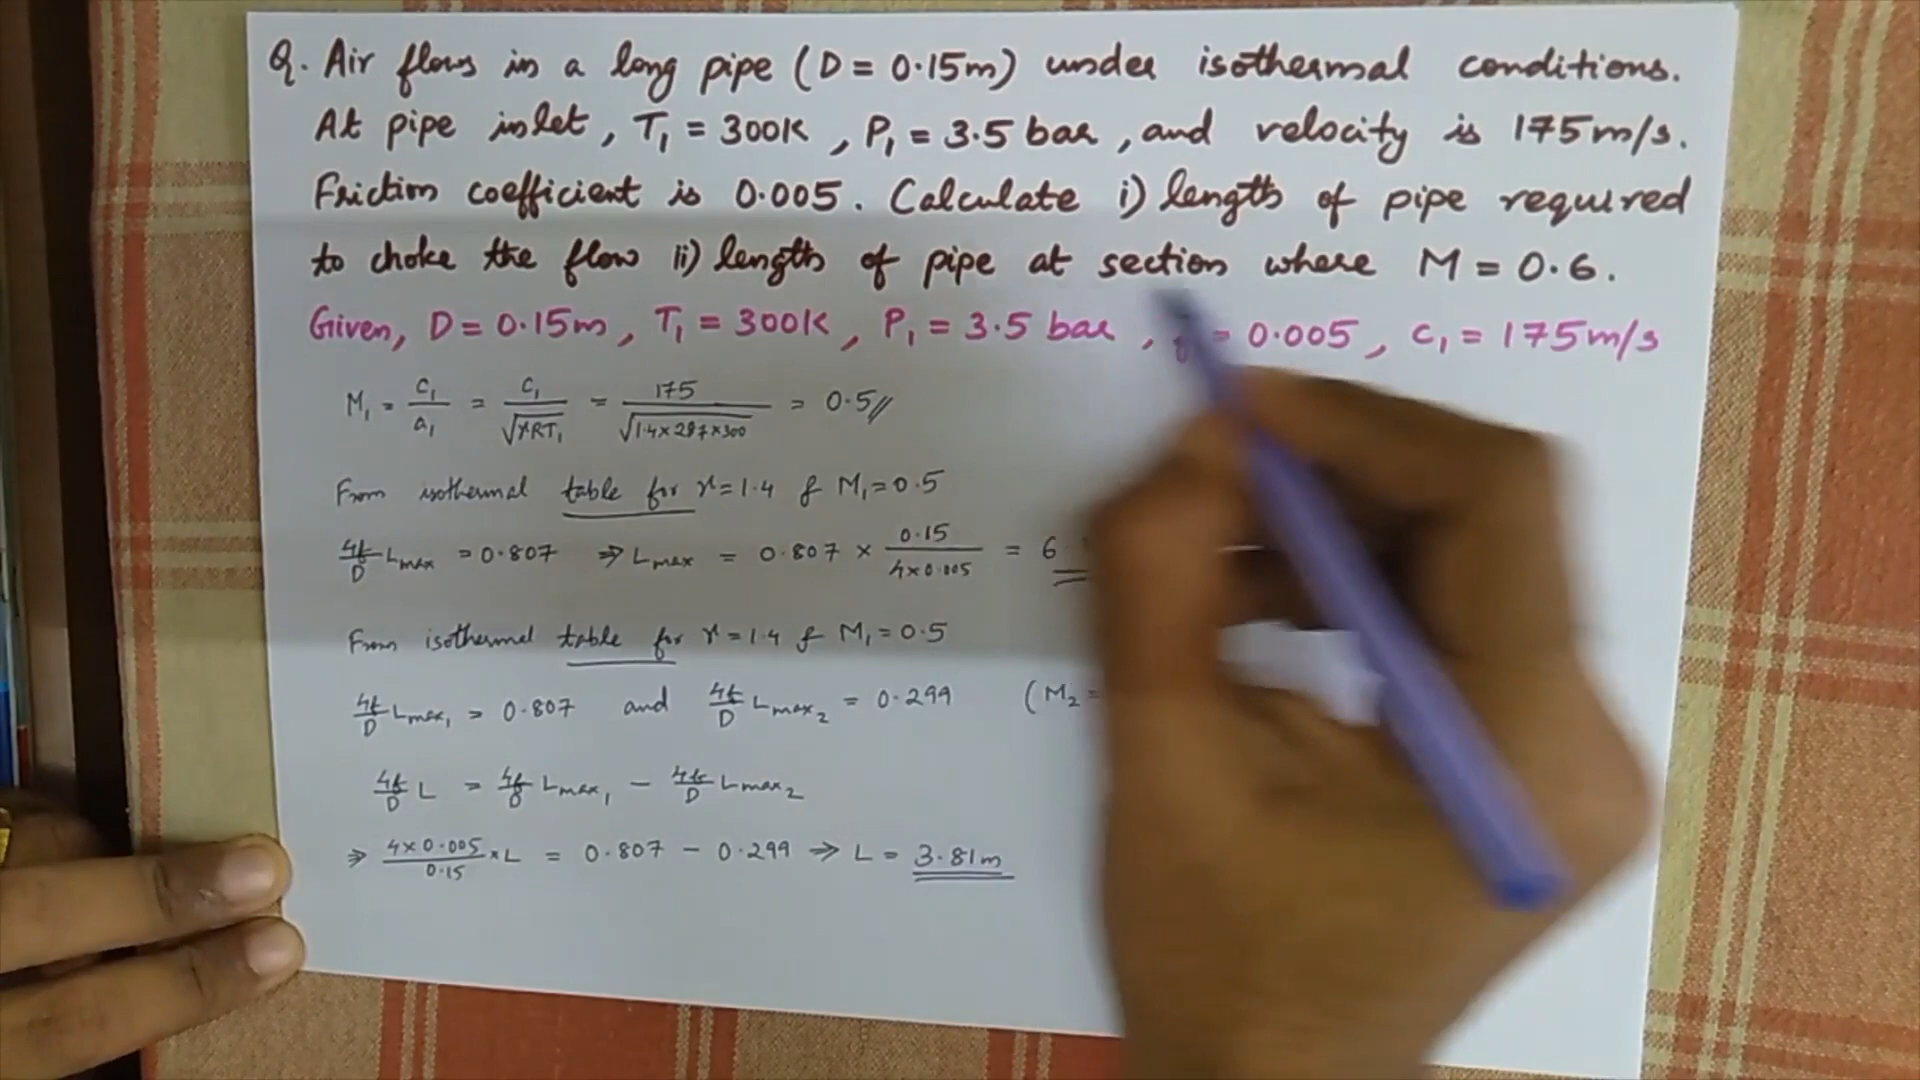 Q. Air flows in a long pipe (D = 0.15m) under isothermal conditions.
At pipe inlet, T₁ = 300K, P₁ = 3.5 bar, and velocity is 175m/s.
Friction coefficient is 0.005. Calculate i) length of pipe required
to choke the flow ii) length of pipe at section where M = 0.6.
Given, D = 0.15m, T₁ = 300K, P₁ = 3.5 bar, = 0.005, C₁ = 175m/s
M₁ = C₁/a₁ = C₁/√(γRT₁) = 175/√(1.4×287×300) = 0.5//
From isothermal table for γ = 1.4 & M₁ = 0.5
4f/D Lmax = 0.807 ⇒ Lmax = 0.807 × 0.15/(4×0.005) = 6
From isothermal table for γ = 1.4 & M₁ = 0.5
4f/D Lmax₁ = 0.807 and 4f/D Lmax₂ = 0.299 (M₂ =
4f/D L = 4f/D Lmax₁ − 4f/D Lmax₂
⇒ (4×0.005)/0.15 × L = 0.807 − 0.299 ⇒ L = 3.81m